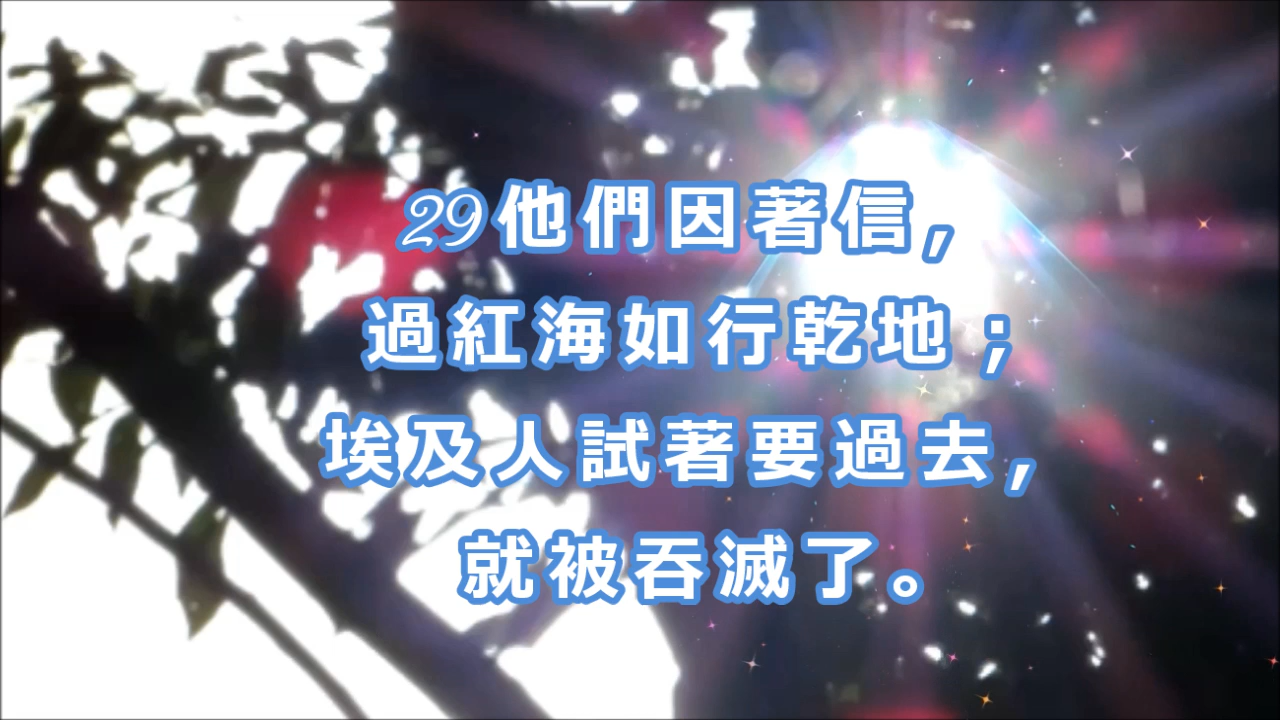 29他們因著信,
過紅海如行乾地；
埃及人試著要過去,
就被吞滅了。